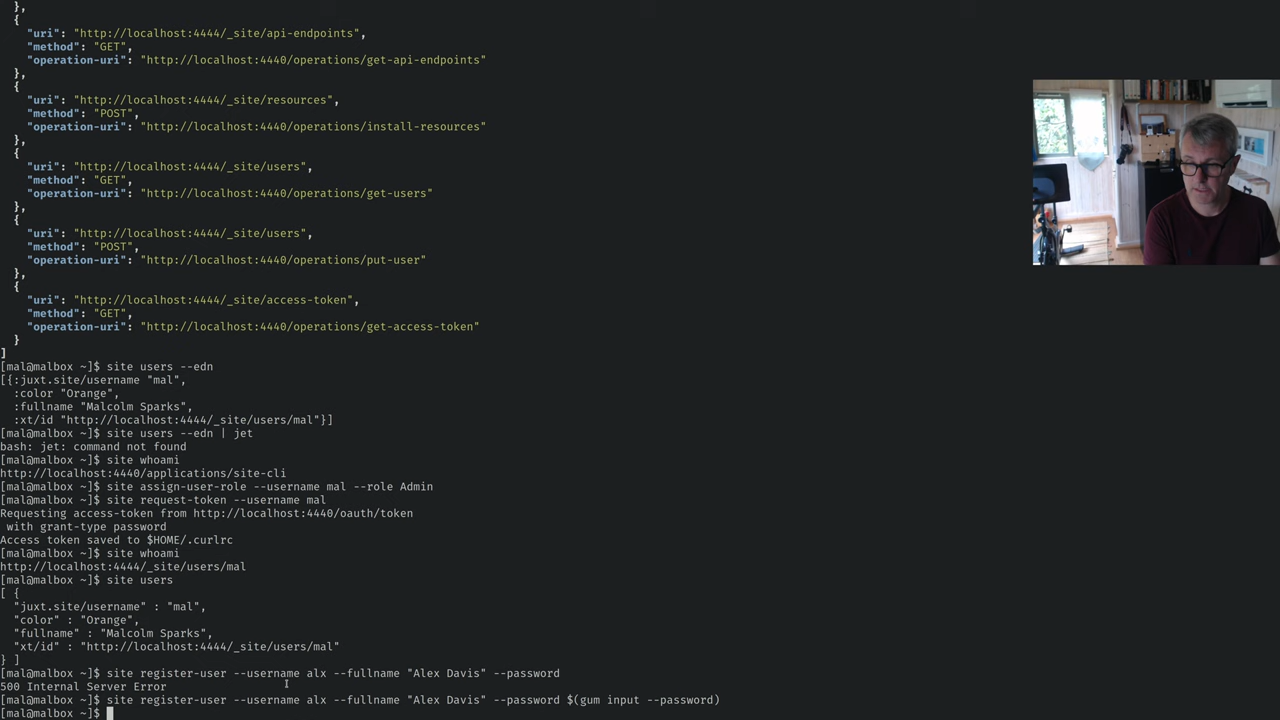 },
{
"uri": "http://localhost:4444/_site/api-endpoints",
"method": "GET",
"operation-uri": "http://localhost:4440/operations/get-api-endpoints"
},
{
"uri": "http://localhost:4444/_site/resources",
"method": "POST",
"operation-uri": "http://localhost:4440/operations/install-resources"
},
{
"uri": "http://localhost:4444/_site/users",
"method": "GET",
"operation-uri": "http://localhost:4440/operations/get-users"
},
{
"uri": "http://localhost:4444/_site/users",
"method": "POST",
"operation-uri": "http://localhost:4440/operations/put-user"
},
{
"uri": "http://localhost:4444/_site/access-token",
"method": "GET",
"operation-uri": "http://localhost:4440/operations/get-access-token"
}
]
[mal@malbox ~]$ site users --edn
[{:juxt.site/username "mal",
:color "Orange",
:fullname "Malcolm Sparks",
:xt/id "http://localhost:4444/_site/users/mal"}]
[mal@malbox ~]$ site users --edn | jet
bash: jet: command not found
[mal@malbox ~]$ site whoami
http://localhost:4440/applications/site-cli
[mal@malbox ~]$ site assign-user-role --username mal --role Admin
[mal@malbox ~]$ site request-token --username mal
Requesting access-token from http://localhost:4440/oauth/token
with grant-type password
Access token saved to $HOME/.curlrc
[mal@malbox ~]$ site whoami
http://localhost:4444/_site/users/mal
[mal@malbox ~]$ site users
[ {
"juxt.site/username" : "mal",
"color" : "Orange",
"fullname" : "Malcolm Sparks",
"xt/id" : "http://localhost:4444/_site/users/mal"
} ]
[mal@malbox ~]$ site register-user --username alx --fullname "Alex Davis" --password
500 Internal Server Error
[mal@malbox ~]$ site register-user --username alx --fullname "Alex Davis" --password $(gum input --password)
[mal@malbox ~]$